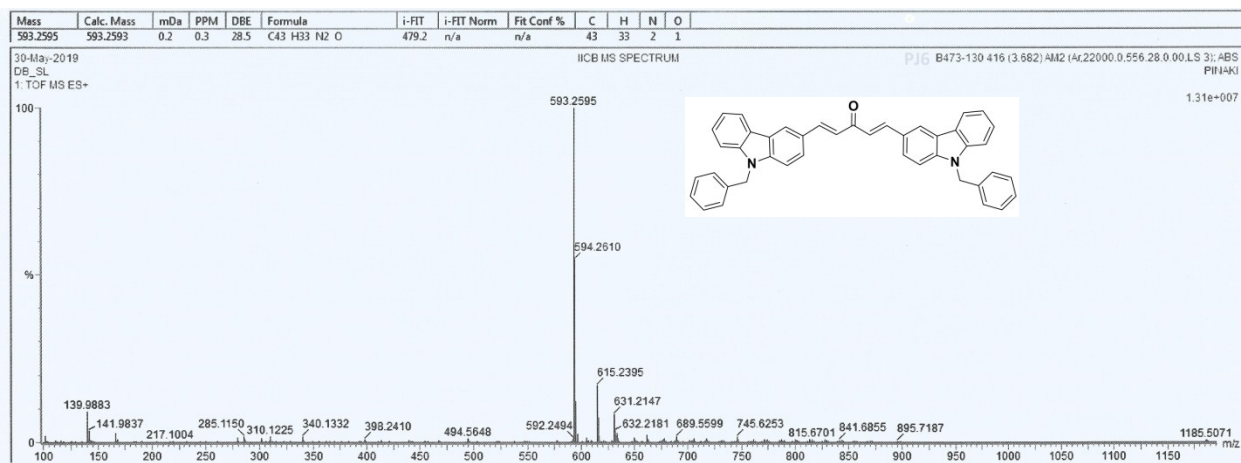 Mass Calc. Mass mDa PPM DBE Formula i-FIT i-FIT Norm Fit Conf % C H N O
593.2595 593.2593 0.2 0.3 28.5 C43 H33 N2 O 479.2 n/a n/a 43 33 2 1
30-May-2019 IICB MS SPECTRUM PJ6 B473-130 416 (3.682) AM2 (Ar,22000.0,556.28,0.00,LS 3); ABS
DB_SL PINAKI
1: TOF MS ES+
1.31e+007
100
%
0
593.2595
594.2610
O
N N
615.2395
631.2147
139.9883
141.9837
217.1004
285.1150
310.1225
340.1332
398.2410
494.5648
592.2494
632.2181
689.5599
745.6253
815.6701
841.6855
895.7187
1185.5071
100 150 200 250 300 350 400 450 500 550 600 650 700 750 800 850 900 950 1000 1050 1100 1150 m/z